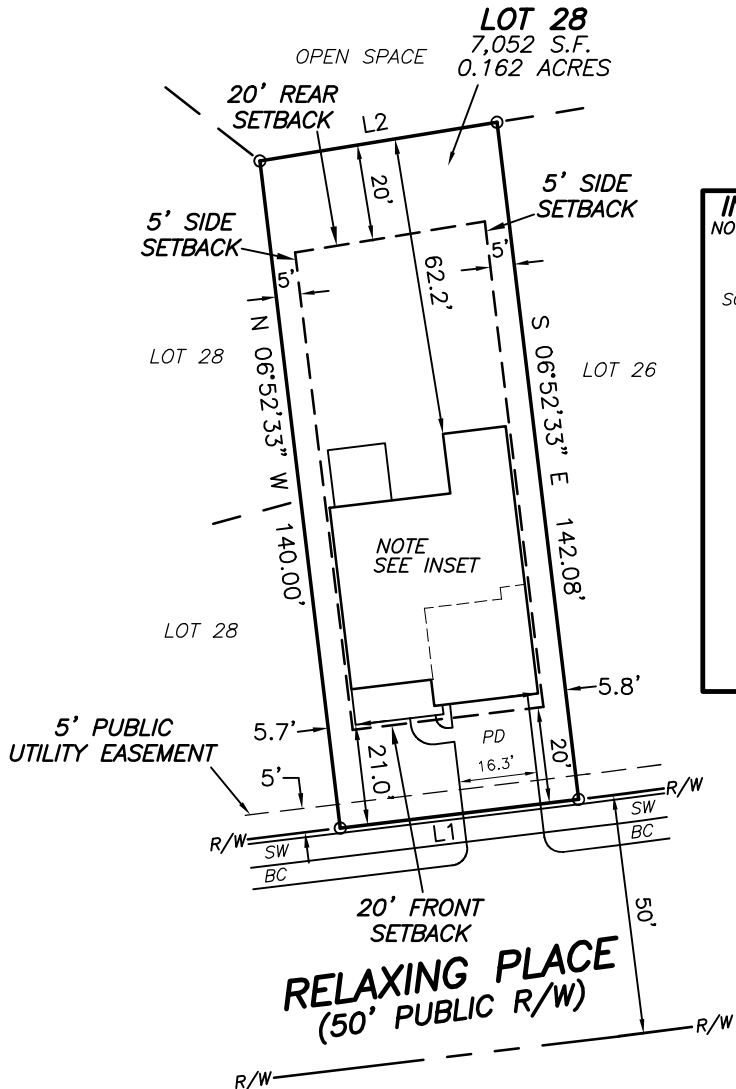 LOT 28
7,052 S.F.
0.162 ACRES
OPEN SPACE
20' REAR
SETBACK
L2
20'
5' SIDE
SETBACK
5' SIDE
SETBACK
5'
5'
62.2'
N 06°52'33" W 140.00'
S 06°52'33" E 142.08'
LOT 28
LOT 26
NOTE
SEE INSET
LOT 28
5.7'
5.8'
5' PUBLIC
UTILITY EASEMENT
5'
21.0'
PD
16.3'
20'
R/W
R/W
SW
BC
L1
SW
BC
20' FRONT
SETBACK
50'
RELAXING PLACE
(50' PUBLIC R/W)
R/W
R/W